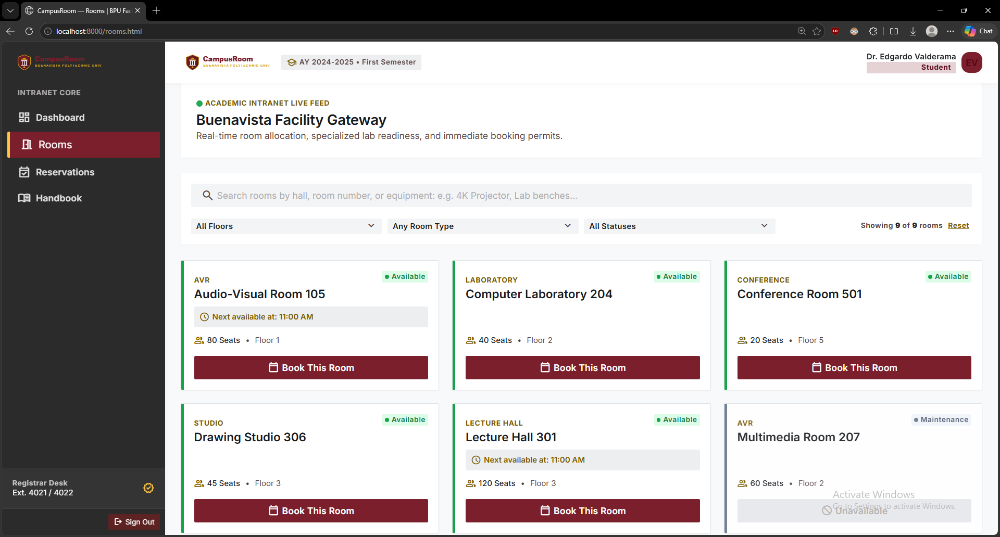 CampusRoom — Rooms | BPU Fac
localhost:8000/rooms.html
Chat
CampusRoom
BUENAVISTA POLYTECHNIC UNIV
INTRANET CORE
Dashboard
Rooms
Reservations
Handbook
Registrar Desk
Ext. 4021 / 4022
Sign Out
CampusRoom
BUENAVISTA POLYTECHNIC UNIV
AY 2024-2025 • First Semester
Dr. Edgardo Valderama
Student
EV
ACADEMIC INTRANET LIVE FEED
Buenavista Facility Gateway
Real-time room allocation, specialized lab readiness, and immediate booking permits.
Search rooms by hall, room number, or equipment: e.g. 4K Projector, Lab benches...
All Floors
Any Room Type
All Statuses
Showing 9 of 9 rooms Reset
AVR
Available
Audio-Visual Room 105
Next available at: 11:00 AM
80 Seats • Floor 1
Book This Room
LABORATORY
Available
Computer Laboratory 204
40 Seats • Floor 2
Book This Room
CONFERENCE
Available
Conference Room 501
20 Seats • Floor 5
Book This Room
STUDIO
Available
Drawing Studio 306
45 Seats • Floor 3
Book This Room
LECTURE HALL
Available
Lecture Hall 301
Next available at: 11:00 AM
120 Seats • Floor 3
Book This Room
AVR
Maintenance
Multimedia Room 207
60 Seats • Floor 2
Unavailable
Activate Windows
Go to Settings to activate Windows.